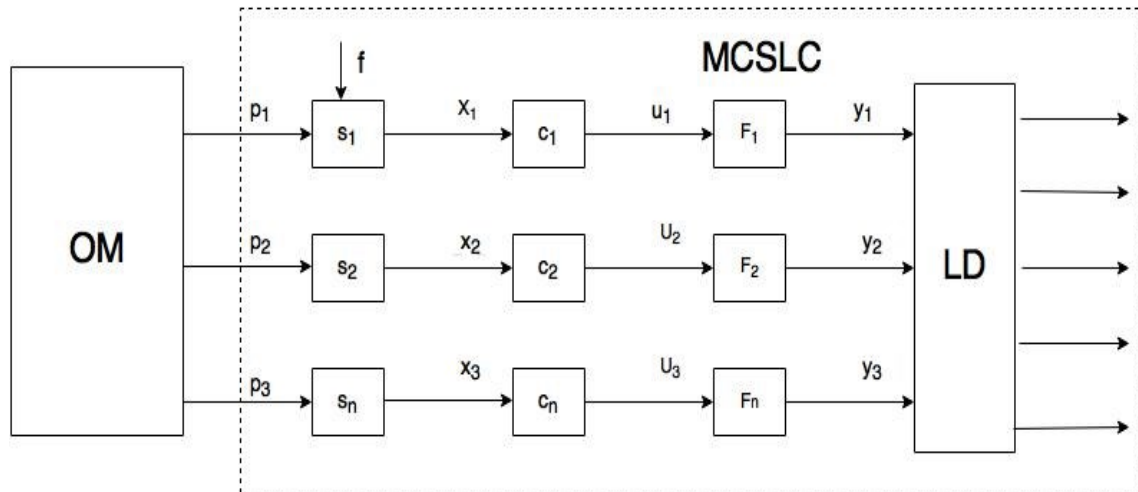 MCSLC
f
OM
p₁ s₁ x₁ c₁ u₁ F₁ y₁
p₂ s₂ x₂ c₂ U₂ F₂ y₂
LD
p₃ sₙ x₃ cₙ U₃ Fₙ y₃